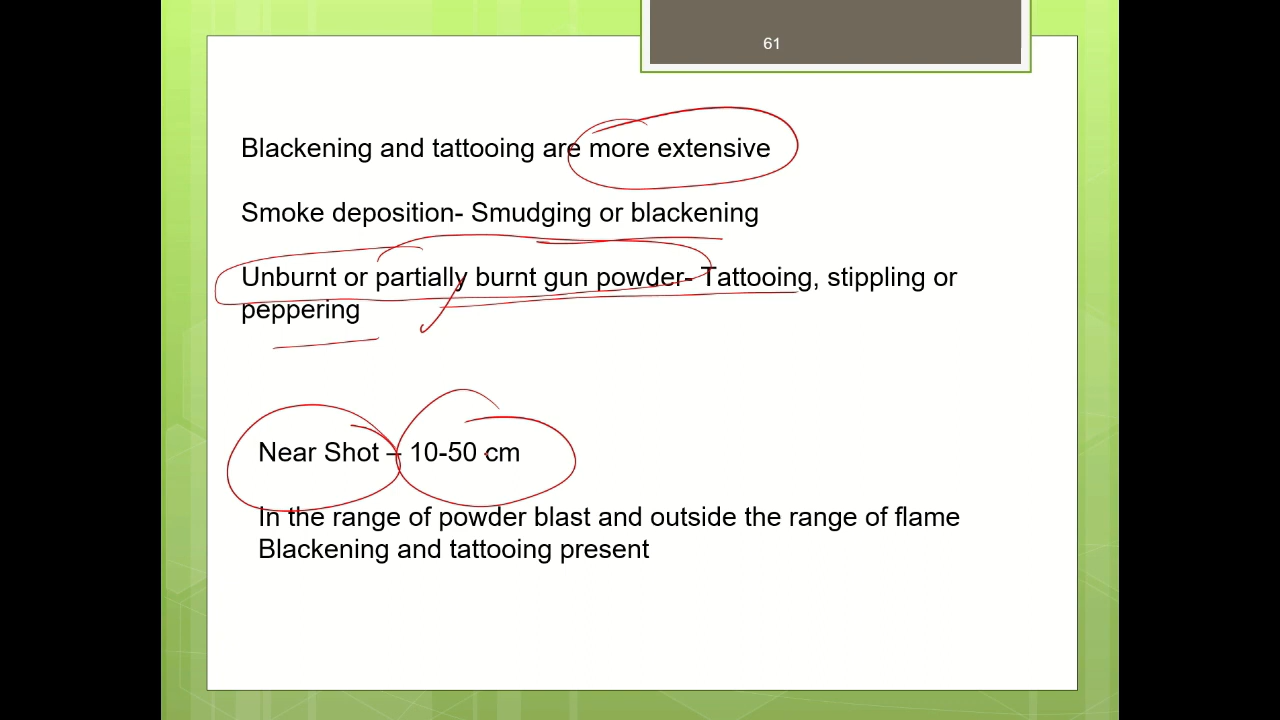 61
Blackening and tattooing are more extensive
Smoke deposition- Smudging or blackening
Unburnt or partially burnt gun powder- Tattooing, stippling or
peppering
Near Shot – 10-50 cm
In the range of powder blast and outside the range of flame
Blackening and tattooing present